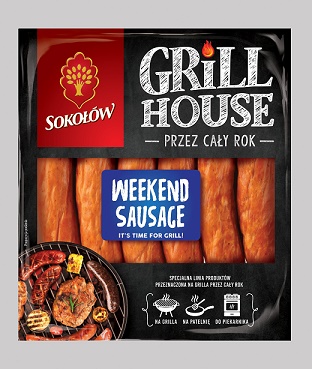 SOKOŁÓW
GRiLL
HOUSE
PRZEZ CAŁY ROK
WEEKEND
SAUSAGE
IT'S TIME FOR GRILL!
SPECJALNA LINIA PRODUKTÓW
PRZEZNACZONA NA GRILLA PRZEZ CAŁY ROK
NA GRILLA
NA PATELNIĘ
DO PIEKARNIKA